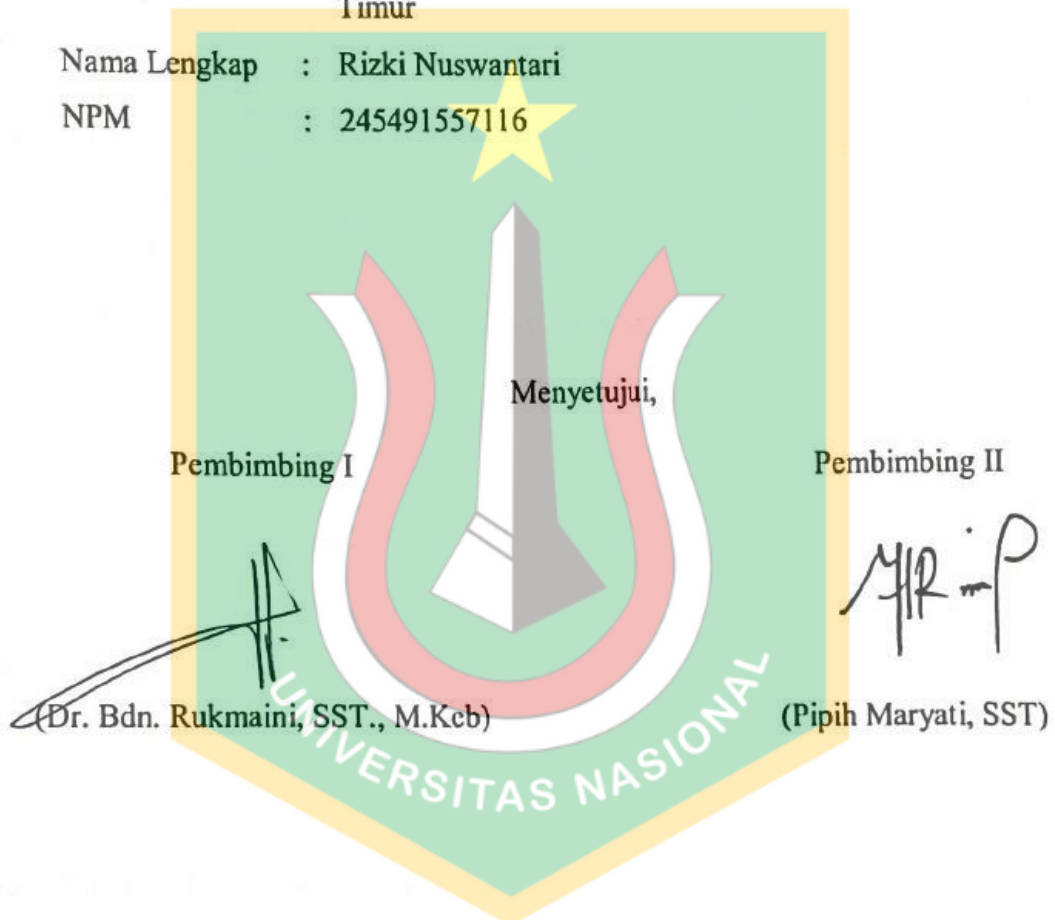 Timur
Nama Lengkap : Rizki Nuswantari
NPM : 245491557116
Menyetujui,
Pembimbing I Pembimbing II
(Dr. Bdn. Rukmaini, SST., M.Keb) (Pipih Maryati, SST)
UNIVERSITAS NASIONAL